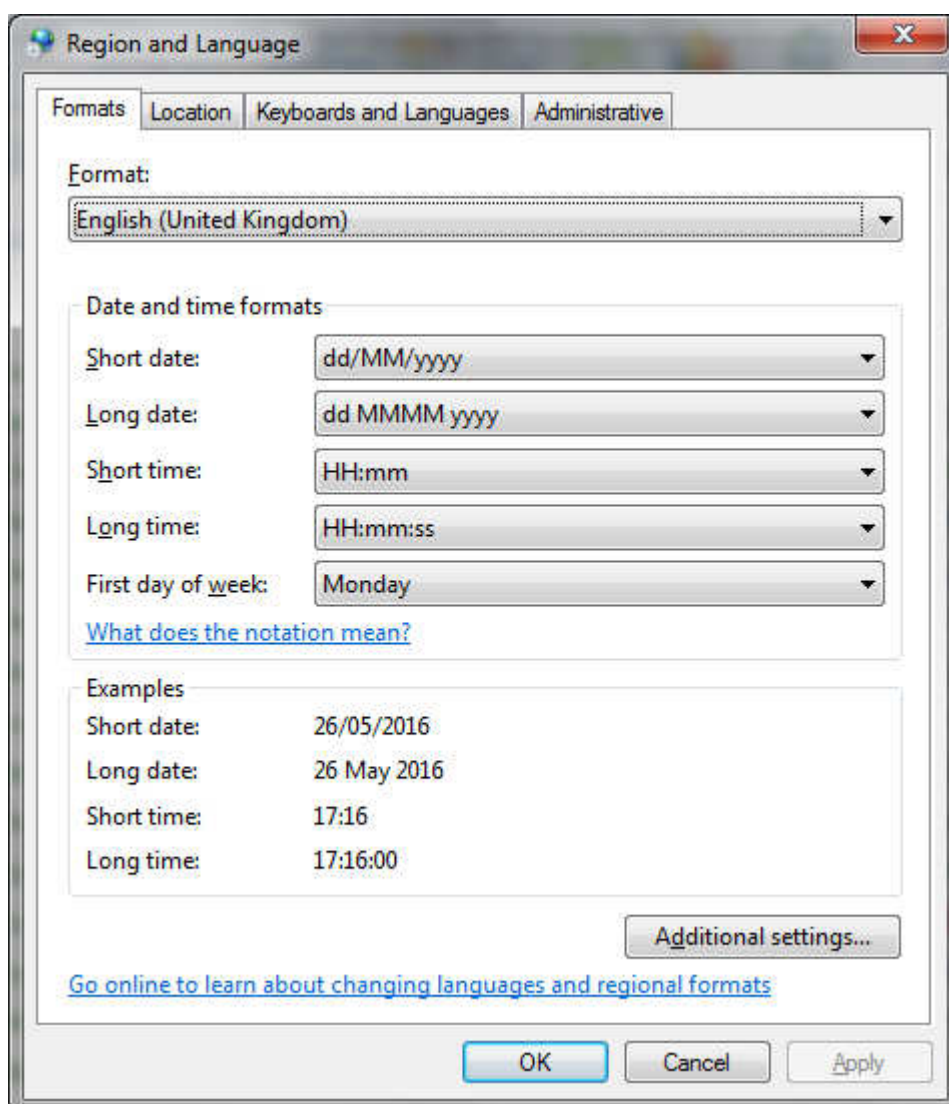 Region and Language
Formats Location Keyboards and Languages Administrative
Format:
English (United Kingdom)
Date and time formats
Short date: dd/MM/yyyy
Long date: dd MMMM yyyy
Short time: HH:mm
Long time: HH:mm:ss
First day of week: Monday
What does the notation mean?
Examples
Short date: 26/05/2016
Long date: 26 May 2016
Short time: 17:16
Long time: 17:16:00
Additional settings...
Go online to learn about changing languages and regional formats
OK Cancel Apply